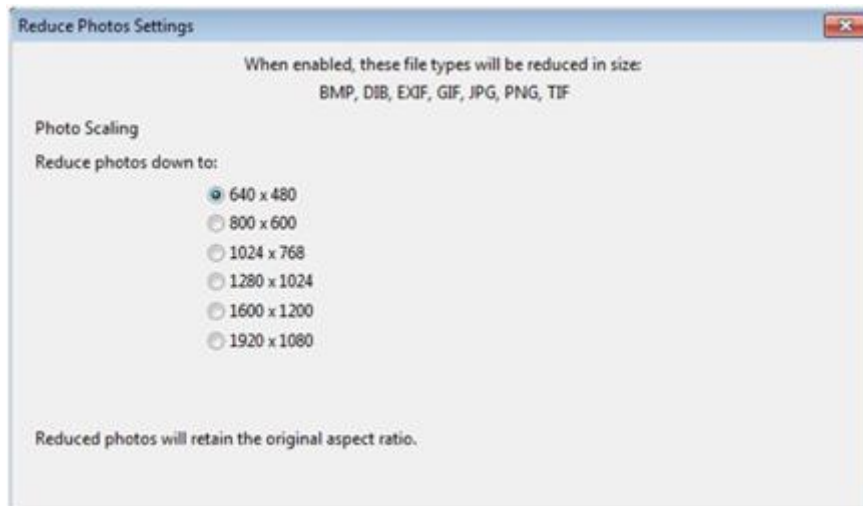 Reduce Photos Settings
When enabled, these file types will be reduced in size:
BMP, DIB, EXIF, GIF, JPG, PNG, TIF
Photo Scaling
Reduce photos down to:
640 x 480
800 x 600
1024 x 768
1280 x 1024
1600 x 1200
1920 x 1080
Reduced photos will retain the original aspect ratio.